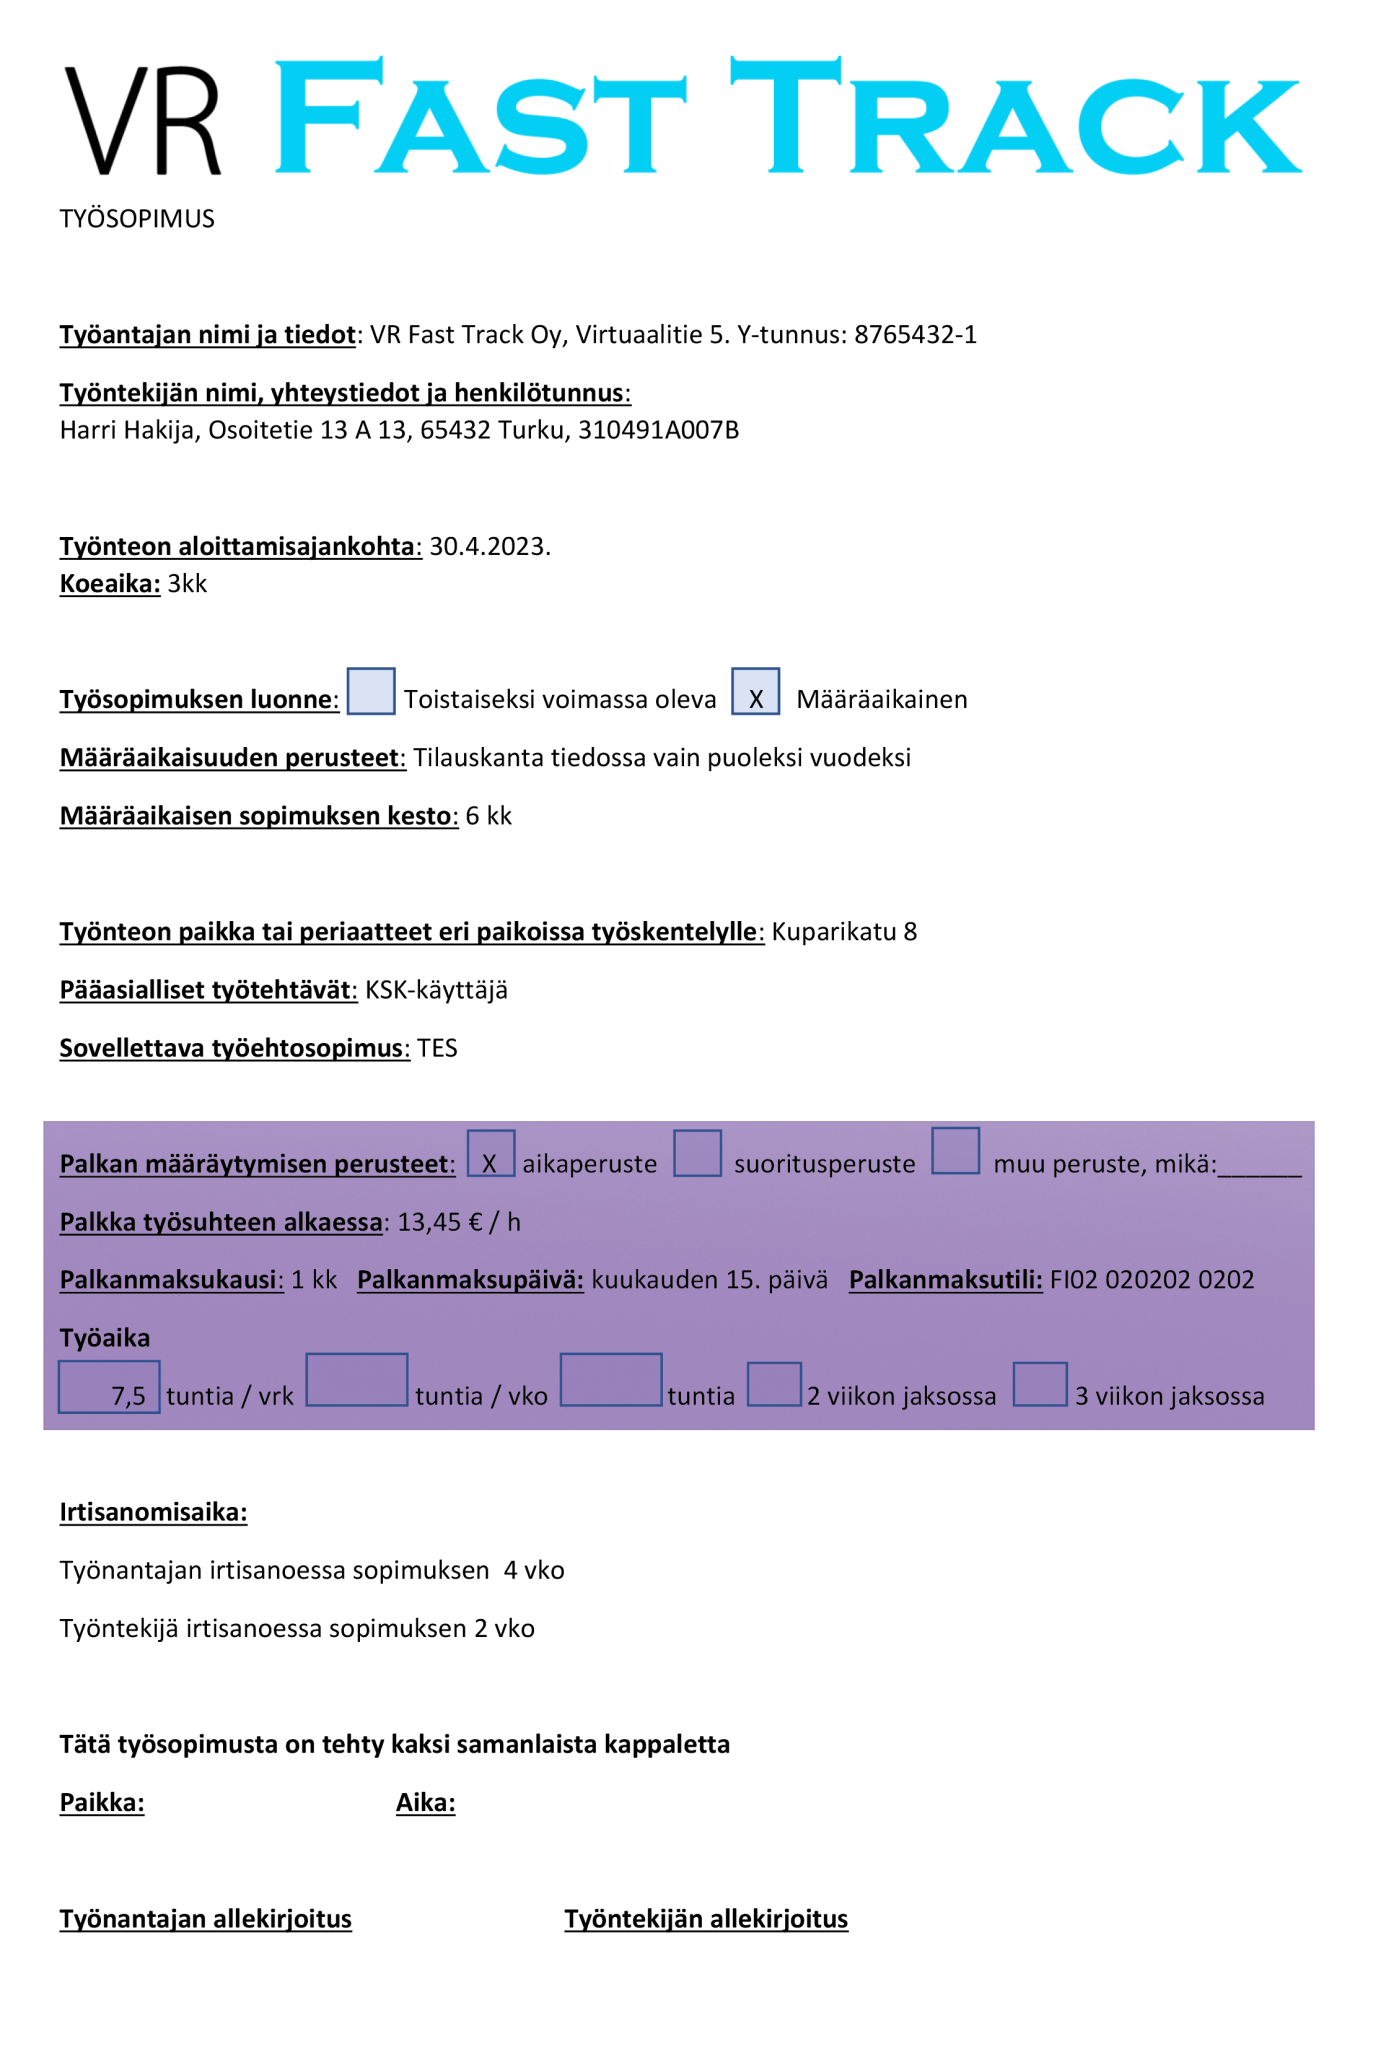 VR FAST TRACK
TYÖSOPIMUS
Työantajan nimi ja tiedot: VR Fast Track Oy, Virtuaalitie 5. Y-tunnus: 8765432-1
Työntekijän nimi, yhteystiedot ja henkilötunnus:
Harri Hakija, Osoitetie 13 A 13, 65432 Turku, 310491A007B
Työnteon aloittamisajankohta: 30.4.2023.
Koeaika: 3kk
Työsopimuksen luonne: Toistaiseksi voimassa oleva X Määräaikainen
Määräaikaisuuden perusteet: Tilauskanta tiedossa vain puoleksi vuodeksi
Määräaikaisen sopimuksen kesto: 6 kk
Työnteon paikka tai periaatteet eri paikoissa työskentelylle: Kuparikatu 8
Pääasialliset työtehtävät: KSK-käyttäjä
Sovellettava työehtosopimus: TES
Palkan määräytymisen perusteet: X aikaperuste suoritusperuste muu peruste, mikä:______
Palkka työsuhteen alkaessa: 13,45 € / h
Palkanmaksukausi: 1 kk Palkanmaksupäivä: kuukauden 15. päivä Palkanmaksutili: FI02 020202 0202
Työaika
7,5 tuntia / vrk tuntia / vko tuntia 2 viikon jaksossa 3 viikon jaksossa
Irtisanomisaika:
Työnantajan irtisanoessa sopimuksen 4 vko
Työntekijä irtisanoessa sopimuksen 2 vko
Tätä työsopimusta on tehty kaksi samanlaista kappaletta
Paikka: Aika:
Työnantajan allekirjoitus Työntekijän allekirjoitus